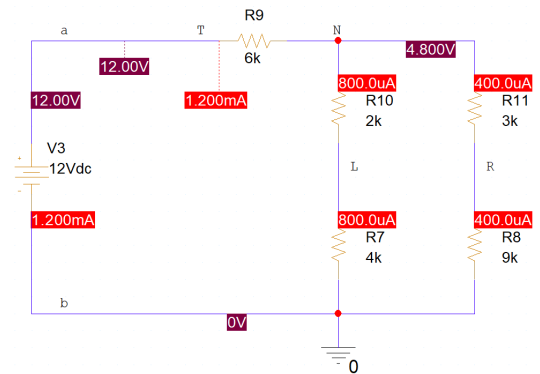 R9
a T N
6k
4.800V
12.00V
800.0uA 400.0uA
12.00V 1.200mA R10 R11
2k 3k
V3
+ 12Vdc L R
-
1.200mA 800.0uA 400.0uA
R7 R8
4k 9k
b
0V
0